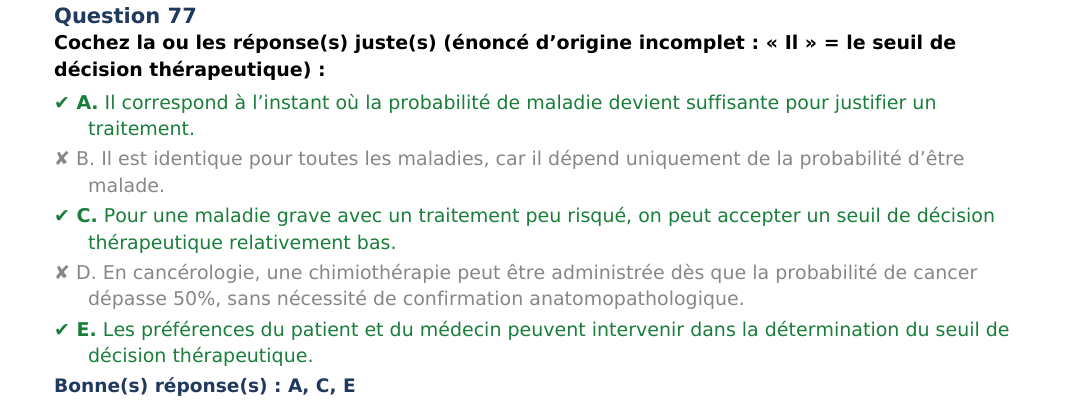 Question 77
Cochez la ou les réponse(s) juste(s) (énoncé d’origine incomplet : « Il » = le seuil de
décision thérapeutique) :
✔ A. Il correspond à l’instant où la probabilité de maladie devient suffisante pour justifier un
traitement.
✘ B. Il est identique pour toutes les maladies, car il dépend uniquement de la probabilité d’être
malade.
✔ C. Pour une maladie grave avec un traitement peu risqué, on peut accepter un seuil de décision
thérapeutique relativement bas.
✘ D. En cancérologie, une chimiothérapie peut être administrée dès que la probabilité de cancer
dépasse 50%, sans nécessité de confirmation anatomopathologique.
✔ E. Les préférences du patient et du médecin peuvent intervenir dans la détermination du seuil de
décision thérapeutique.
Bonne(s) réponse(s) : A, C, E